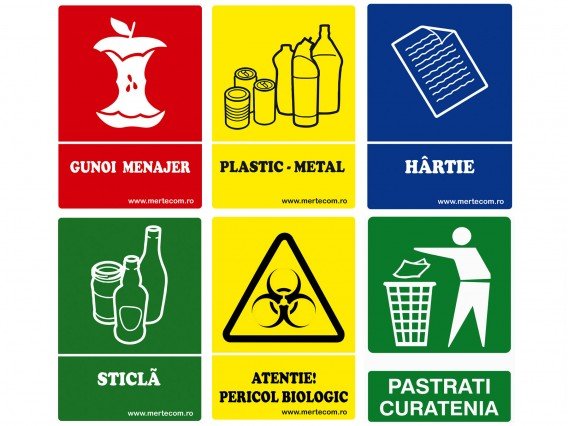 GUNOI MENAJER
www.mertecom.ro
PLASTIC - METAL
www.mertecom.ro
HÂRTIE
www.mertecom.ro
STICLÃ
www.mertecom.ro
ATENTIE!
PERICOL BIOLOGIC
www.mertecom.ro
PASTRATI
CURATENIA